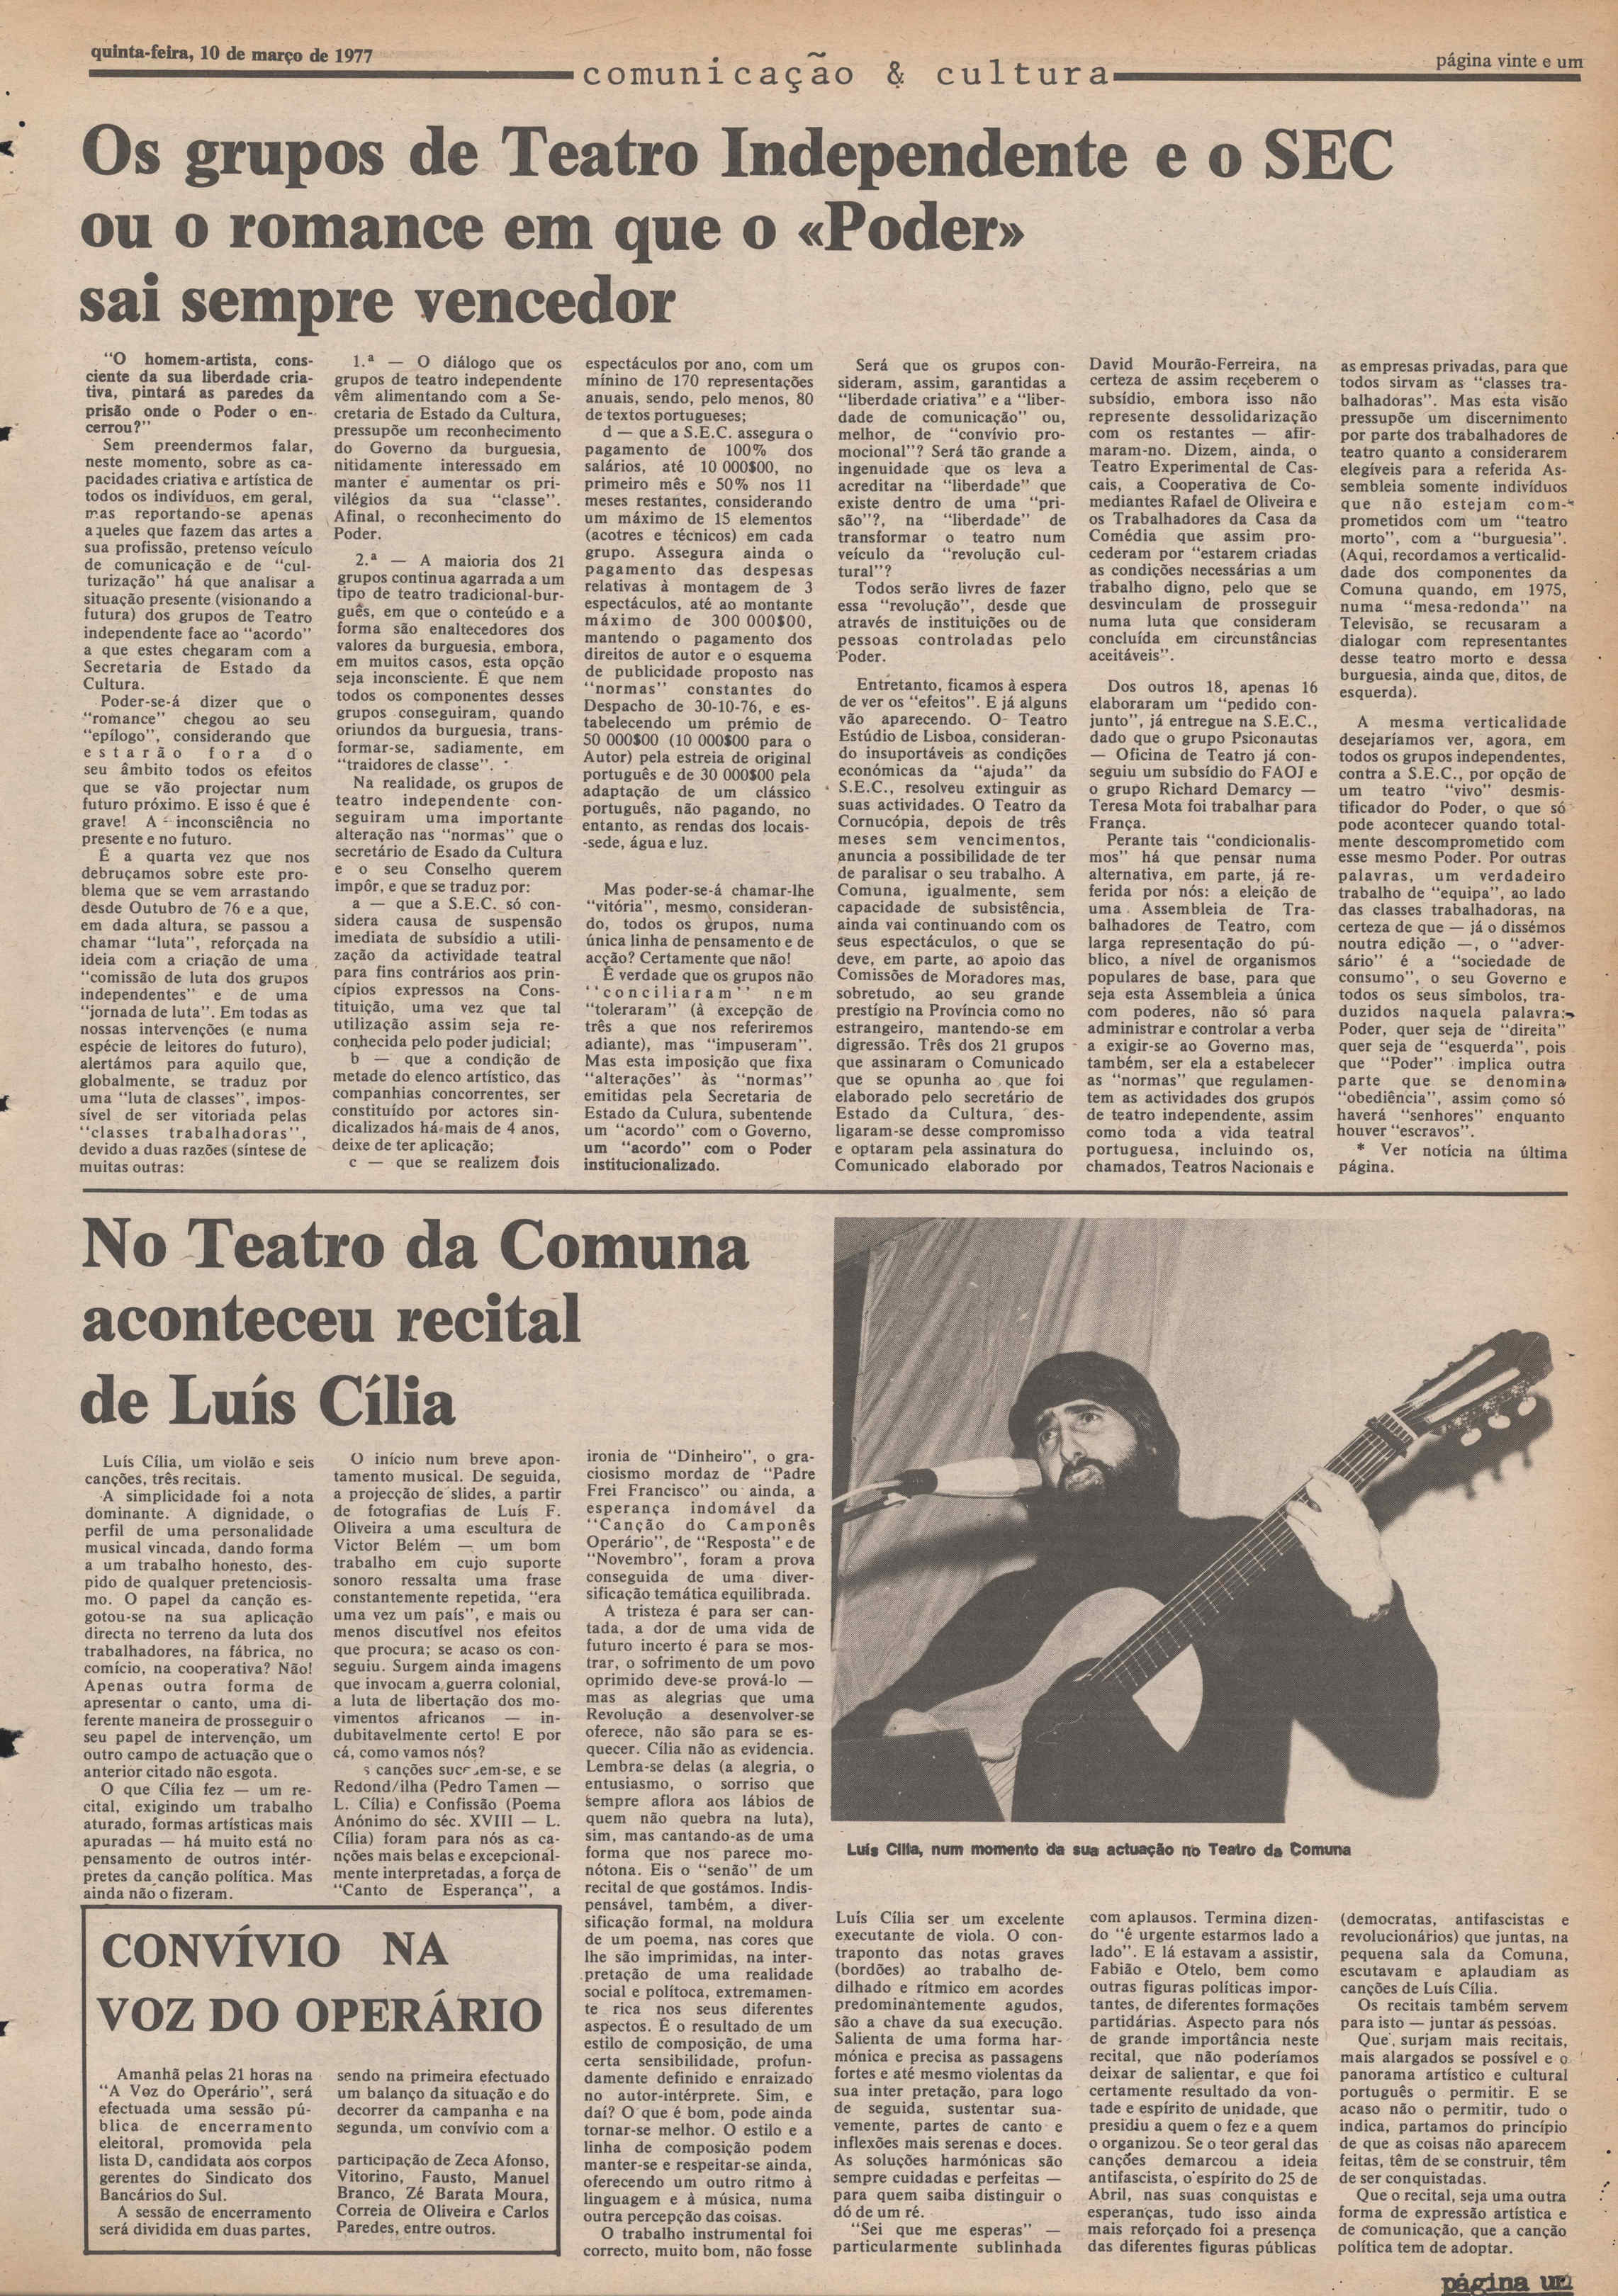 quinta-feira, 10 de março de 1977
comunicação & cultura
página vinte e um
Os grupos de Teatro Independente e o SEC
ou o romance em que o «Poder»
sai sempre vencedor
"O homem-artista, cons-
ciente da sua liberdade cria-
tiva, pintará as paredes da
prisão onde o Poder o en-
cerrou?"
Sem preendermos falar,
neste momento, sobre as ca-
pacidades criativa e artística de
todos os indivíduos, em geral,
mas reportando-se apenas
aqueles que fazem das artes a
sua profissão, pretenso veículo
de comunicação e de "cul-
turização" há que analisar a
situação presente (visionando a
futura) dos grupos de Teatro
independente face ao "acordo"
a que estes chegaram com a
Secretaria de Estado da
Cultura.
Poder-se-á dizer que o
"romance" chegou ao seu
"epílogo", considerando que
estarão fora do
seu âmbito todos os efeitos
que se vão projectar num
futuro próximo. E isso é que é
grave! A inconsciência no
presente e no futuro.
É a quarta vez que nos
debruçamos sobre este pro-
blema que se vem arrastando
desde Outubro de 76 e a que,
em dada altura, se passou a
chamar "luta", reforçada na
ideia com a criação de uma
"comissão de luta dos grupos
independentes" e de uma
"jornada de luta". Em todas as
nossas intervenções (e numa
espécie de leitores do futuro),
alertámos para aquilo que,
globalmente, se traduz por
uma "luta de classes", impos-
sível de ser vitoriada pelas
"classes trabalhadoras",
devido a duas razões (síntese de
muitas outras:
1.ª — O diálogo que os
grupos de teatro independente
vêm alimentando com a Se-
cretaria de Estado da Cultura,
pressupõe um reconhecimento
do Governo da burguesia,
nitidamente interessado em
manter e aumentar os pri-
vilégios da sua "classe".
Afinal, o reconhecimento do
Poder.
2.ª — A maioria dos 21
grupos continua agarrada a um
tipo de teatro tradicional-bur-
guês, em que o conteúdo e a
forma são enaltecedores dos
valores da burguesia, embora,
em muitos casos, esta opção
seja inconsciente. É que nem
todos os componentes desses
grupos conseguiram, quando
oriundos da burguesia, trans-
formar-se, sadiamente, em
"traidores de classe".
Na realidade, os grupos de
teatro independente con-
seguiram uma importante
alteração nas "normas" que o
secretário de Esado da Cultura
e o seu Conselho querem
impôr, e que se traduz por:
a — que a S.E.C. só con-
sidera causa de suspensão
imediata de subsídio a utili-
zação da actividade teatral
para fins contrários aos prin-
cípios expressos na Cons-
tituição, uma vez que tal
utilização assim seja re-
conhecida pelo poder judicial;
b — que a condição de
metade do elenco artístico, das
companhias concorrentes, ser
constituído por actores sin-
dicalizados há mais de 4 anos,
deixe de ter aplicação;
c — que se realizem dois
espectáculos por ano, com um
mínino de 170 representações
anuais, sendo, pelo menos, 80
de textos portugueses;
d — que a S.E.C. assegura o
pagamento de 100% dos
salários, até 10 000$00, no
primeiro mês e 50% nos 11
meses restantes, considerando
um máximo de 15 elementos
(acotres e técnicos) em cada
grupo. Assegura ainda o
pagamento das despesas
relativas à montagem de 3
espectáculos, até ao montante
máximo de 300 000$00,
mantendo o pagamento dos
direitos de autor e o esquema
de publicidade proposto nas
"normas" constantes do
Despacho de 30-10-76, e es-
tabelecendo um prémio de
50 000$00 (10 000$00 para o
Autor) pela estreia de original
português e de 30 000$00 pela
adaptação de um clássico
português, não pagando, no
entanto, as rendas dos locais-
-sede, água e luz.
Mas poder-se-á chamar-lhe
"vitória", mesmo, consideran-
do, todos os grupos, numa
única linha de pensamento e de
acção? Certamente que não!
É verdade que os grupos não
"conciliaram" nem
"toleraram" (à excepção de
três a que nos referiremos
adiante), mas "impuseram".
Mas esta imposição que fixa
"alterações" às "normas"
emitidas pela Secretaria de
Estado da Culura, subentende
um "acordo" com o Governo,
um "acordo" com o Poder
institucionalizado.
Será que os grupos con-
sideram, assim, garantidas a
"liberdade criativa" e a "liber-
dade de comunicação" ou,
melhor, de "convívio pro-
mocional"? Será tão grande a
ingenuidade que os leva a
acreditar na "liberdade" que
existe dentro de uma "pri-
são"?, na "liberdade" de
transformar o teatro num
veículo da "revolução cul-
tural"?
Todos serão livres de fazer
essa "revolução", desde que
através de instituições ou de
pessoas controladas pelo
Poder.
Entretanto, ficamos à espera
de ver os "efeitos". E já alguns
vão aparecendo. O Teatro
Estúdio de Lisboa, consideran-
do insuportáveis as condições
económicas da "ajuda" da
S.E.C., resolveu extinguir as
suas actividades. O Teatro da
Cornucópia, depois de três
meses sem vencimentos,
anuncia a possibilidade de ter
de paralisar o seu trabalho. A
Comuna, igualmente, sem
capacidade de subsistência,
ainda vai continuando com os
seus espectáculos, o que se
deve, em parte, ao apoio das
Comissões de Moradores mas,
sobretudo, ao seu grande
prestígio na Província como no
estrangeiro, mantendo-se em
digressão. Três dos 21 grupos
que assinaram o Comunicado
que se opunha ao que foi
elaborado pelo secretário de
Estado da Cultura, des-
ligaram-se desse compromisso
e optaram pela assinatura do
Comunicado elaborado por
David Mourão-Ferreira, na
certeza de assim receberem o
subsídio, embora isso não
represente dessolidarização
com os restantes — afir-
maram-no. Dizem, ainda, o
Teatro Experimental de Cas-
cais, a Cooperativa de Co-
mediantes Rafael de Oliveira e
os Trabalhadores da Casa da
Comédia que assim pro-
cederam por "estarem criadas
as condições necessárias a um
trabalho digno, pelo que se
desvinculam de prosseguir
numa luta que consideram
concluída em circunstâncias
aceitáveis".
Dos outros 18, apenas 16
elaboraram um "pedido con-
junto", já entregue na S.E.C.,
dado que o grupo Psiconautas
— Oficina de Teatro já con-
seguiu um subsídio do FAOJ e
o grupo Richard Demarcy —
Teresa Mota foi trabalhar para
França.
Perante tais "condicionalis-
mos" há que pensar numa
alternativa, em parte, já re-
ferida por nós: a eleição de
uma Assembleia de Tra-
balhadores de Teatro, com
larga representação do pú-
blico, a nível de organismos
populares de base, para que
seja esta Assembleia a única
com poderes, não só para
administrar e controlar a verba
a exigir-se ao Governo mas,
também, ser ela a estabelecer
as "normas" que regulamen-
tem as actividades dos grupos
de teatro independente, assim
como toda a vida teatral
portuguesa, incluindo os,
chamados, Teatros Nacionais e
as empresas privadas, para que
todos sirvam as "classes tra-
balhadoras". Mas esta visão
pressupõe um discernimento
por parte dos trabalhadores de
teatro quanto a considerarem
elegíveis para a referida As-
sembleia somente indivíduos
que não estejam com-
prometidos com um "teatro
morto", com a "burguesia".
(Aqui, recordamos a verticalid-
dade dos componentes da
Comuna quando, em 1975,
numa "mesa-redonda" na
Televisão, se recusaram a
dialogar com representantes
desse teatro morto e dessa
burguesia, ainda que, ditos, de
esquerda).
A mesma verticalidade
desejaríamos ver, agora, em
todos os grupos independentes,
contra a S.E.C., por opção de
um teatro "vivo" desmis-
tificador do Poder, o que só
pode acontecer quando total-
mente descomprometido com
esse mesmo Poder. Por outras
palavras, um verdadeiro
trabalho de "equipa", ao lado
das classes trabalhadoras, na
certeza de que — já o dissémos
noutra edição —, o "adver-
sário" é a "sociedade de
consumo", o seu Governo e
todos os seus símbolos, tra-
duzidos naquela palavra:
Poder, quer seja de "direita"
quer seja de "esquerda", pois
que "Poder" implica outra
parte que se denomina
"obediência", assim como só
haverá "senhores" enquanto
houver "escravos".
* Ver notícia na última
página.
No Teatro da Comuna
aconteceu recital
de Luís Cília
Luís Cília, um violão e seis
canções, três recitais.
A simplicidade foi a nota
dominante. A dignidade, o
perfil de uma personalidade
musical vincada, dando forma
a um trabalho honesto, des-
pido de qualquer pretenciosis-
mo. O papel da canção es-
gotou-se na sua aplicação
directa no terreno da luta dos
trabalhadores, na fábrica, no
comício, na cooperativa? Não!
Apenas outra forma de
apresentar o canto, uma di-
ferente maneira de prosseguir o
seu papel de intervenção, um
outro campo de actuação que o
anterior citado não esgota.
O que Cília fez — um re-
cital, exigindo um trabalho
aturado, formas artísticas mais
apuradas — há muito está no
pensamento de outros intér-
pretes da canção política. Mas
ainda não o fizeram.
O início num breve apon-
tamento musical. De seguida,
a projecção de slides, a partir
de fotografias de Luís F.
Oliveira a uma escultura de
Victor Belém — um bom
trabalho em cujo suporte
sonoro ressalta uma frase
constantemente repetida, "era
uma vez um país", e mais ou
menos discutível nos efeitos
que procura; se acaso os con-
seguiu. Surgem ainda imagens
que invocam a guerra colonial,
a luta de libertação dos mo-
vimentos africanos — in-
dubitavelmente certo! E por
cá, como vamos nós?
s canções suc em-se, e se
Redond/ilha (Pedro Tamen —
L. Cília) e Confissão (Poema
Anónimo do séc. XVIII — L.
Cília) foram para nós as ca-
nções mais belas e excepcional-
mente interpretadas, a força de
"Canto de Esperança", a
ironia de "Dinheiro", o gra-
ciosismo mordaz de "Padre
Frei Francisco" ou ainda, a
esperança indomável da
"Canção do Camponês
Operário", de "Resposta" e de
"Novembro", foram a prova
conseguida de uma diver-
sificação temática equilibrada.
A tristeza é para ser can-
tada, a dor de uma vida de
futuro incerto é para se mos-
trar, o sofrimento de um povo
oprimido deve-se prová-lo —
mas as alegrias que uma
Revolução a desenvolver-se
oferece, não são para se es-
quecer. Cília não as evidencia.
Lembra-se delas (a alegria, o
entusiasmo, o sorriso que
sempre aflora aos lábios de
quem não quebra na luta),
sim, mas cantando-as de uma
forma que nos parece mo-
nótona. Eis o "senão" de um
recital de que gostámos. Indis-
pensável, também, a diver-
sificação formal, na moldura
de um poema, nas cores que
lhe são imprimidas, na inter-
pretação de uma realidade
social e polítoca, extremamen-
te rica nos seus diferentes
aspectos. É o resultado de um
estilo de composição, de uma
certa sensibilidade, profun-
damente definido e enraizado
no autor-intérprete. Sim, e
daí? O que é bom, pode ainda
tornar-se melhor. O estilo e a
linha de composição podem
manter-se e respeitar-se ainda,
oferecendo um outro ritmo à
linguagem e à música, numa
outra percepção das coisas.
O trabalho instrumental foi
correcto, muito bom, não fosse
Luís Cília, num momento da sua actuação no Teatro da Comuna
Luís Cília ser um excelente
executante de viola. O con-
traponto das notas graves
(bordões) ao trabalho de-
dilhado e rítmico em acordes
predominantemente agudos,
são a chave da sua execução.
Salienta de uma forma har-
mónica e precisa as passagens
fortes e até mesmo violentas da
sua inter pretação, para logo
de seguida, sustentar sua-
vemente, partes de canto e
inflexões mais serenas e doces.
As soluções harmónicas são
sempre cuidadas e perfeitas —
para quem saiba distinguir o
dó de um ré.
"Sei que me esperas" —
particularmente sublinhada
com aplausos. Termina dizen-
do "é urgente estarmos lado a
lado". E lá estavam a assistir,
Fabião e Otelo, bem como
outras figuras políticas impor-
tantes, de diferentes formações
partidárias. Aspecto para nós
de grande importância neste
recital, que não poderíamos
deixar de salientar, e que foi
certamente resultado da von-
tade e espírito de unidade, que
presidiu a quem o fez e a quem
o organizou. Se o teor geral das
canções demarcou a ideia
antifascista, o espírito do 25 de
Abril, nas suas conquistas e
esperanças, tudo isso ainda
mais reforçado foi a presença
das diferentes figuras públicas
(democratas, antifascistas e
revolucionários) que juntas, na
pequena sala da Comuna,
escutavam e aplaudiam as
canções de Luís Cília.
Os recitais também servem
para isto — juntar as pessoas.
Que surjam mais recitais,
mais alargados se possível e o
panorama artístico e cultural
português o permitir. E se
acaso não o permitir, tudo o
indica, partamos do princípio
de que as coisas não aparecem
feitas, têm de se construir, têm
de ser conquistadas.
Que o recital, seja uma outra
forma de expressão artística e
de comunicação, que a canção
política tem de adoptar.
CONVÍVIO NA
VOZ DO OPERÁRIO
Amanhã pelas 21 horas na
"A Voz do Operário", será
efectuada uma sessão pú-
blica de encerramento
eleitoral, promovida pela
lista D, candidata aos corpos
gerentes do Sindicato dos
Bancários do Sul.
A sessão de encerramento
será dividida em duas partes,
sendo na primeira efectuado
um balanço da situação e do
decorrer da campanha e na
segunda, um convívio com a
participação de Zeca Afonso,
Vitorino, Fausto, Manuel
Branco, Zé Barata Moura,
Correia de Oliveira e Carlos
Paredes, entre outros.
página um